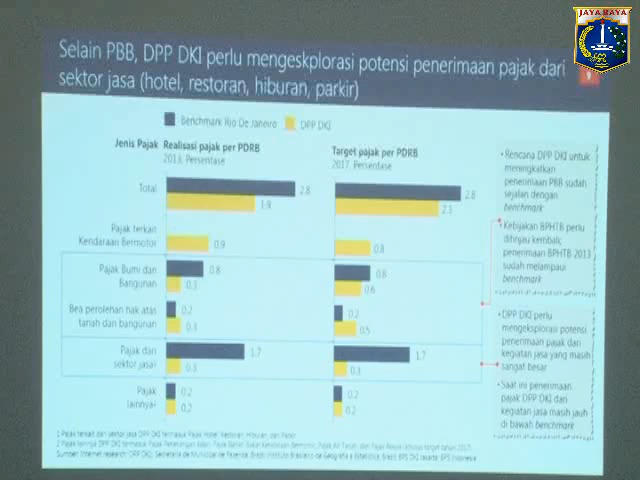 JAYA RAYA
Selain PBB, DPP DKI perlu mengeskplorasi potensi penerimaan pajak dari
sektor jasa (hotel, restoran, hiburan, parkir)
9
Benchmark Rio De Janeiro DPP DKI
Jenis Pajak
Realisasi pajak per PDRB
2013, Persentase
Target pajak per PDRB
2017, Persentase
Total
2.8
1.9
2.8
2.3
Pajak terkait
Kendaraan Bermotor
0.9
0.8
Pajak Bumi dan
Bangunan
0.8
0.3
0.8
0.6
Bea perolehan hak atas
tanah dan bangunan
0.2
0.3
0.2
0.5
Pajak dari
sektor jasa1
1.7
0.3
1.7
0.3
Pajak
lainnya2
0.2
0.2
0.2
0.2
• Rencana DPP DKI untuk
meningkatkan
penerimaan PBB sudah
sejalan dengan
benchmark
• Kebijakan BPHTB perlu
ditinjau kembali;
penerimaan BPHTB 2013
sudah melampaui
benchmark
• DPP DKI perlu
mengeksplorasi potensi
penerimaan pajak dari
kegiatan jasa yang masih
sangat besar
• Saat ini penerimaan
pajak DPP DKI dari
kegiatan jasa masih jauh
di bawah benchmark
1 Pajak terkait dari sektor jasa DPP DKI termasuk Pajak Hotel, Restoran, Hiburan, dan Parkir
2 Pajak lainnya DPP DKI termasuk Pajak Penerangan Jalan, Pajak Bahan Bakar Kendaraan Bermotor, Pajak Air Tanah, dan Pajak Rokok (khusus target tahun 2017)
Sumber: Internet research; DPP DKI; Secretaria de Municipal de Fazenda, Brazil; Instituto Brasileiro de Geografia e Estatistica, Brazil; BPS DKI Jakarta; BPS Indonesia